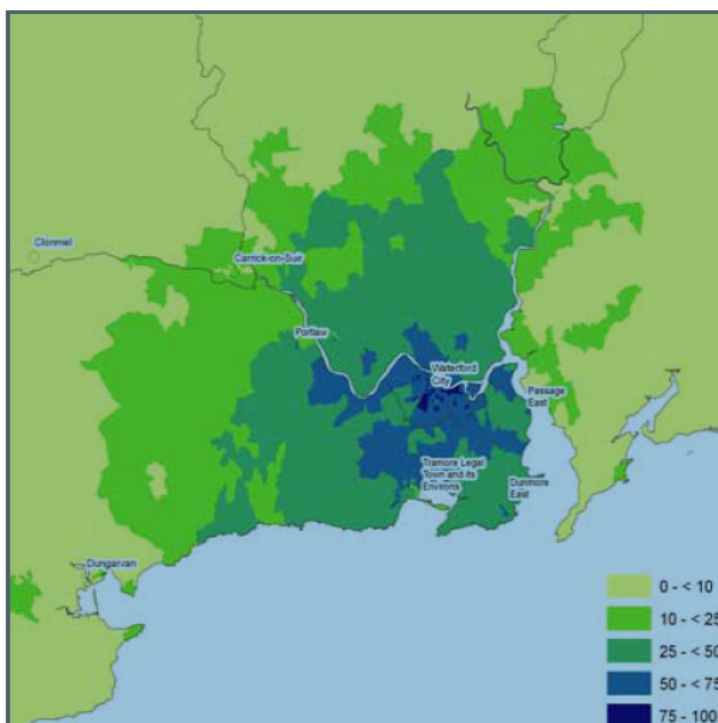 Clonmel
Carrick-on-Suir
Portlaw
Waterford
City
Passage
East
Tramore Legal
Town and its
Environs
Dunmore
East
Dungarvan
0 - < 10
10 - < 25
25 - < 50
50 - < 75
75 - 100